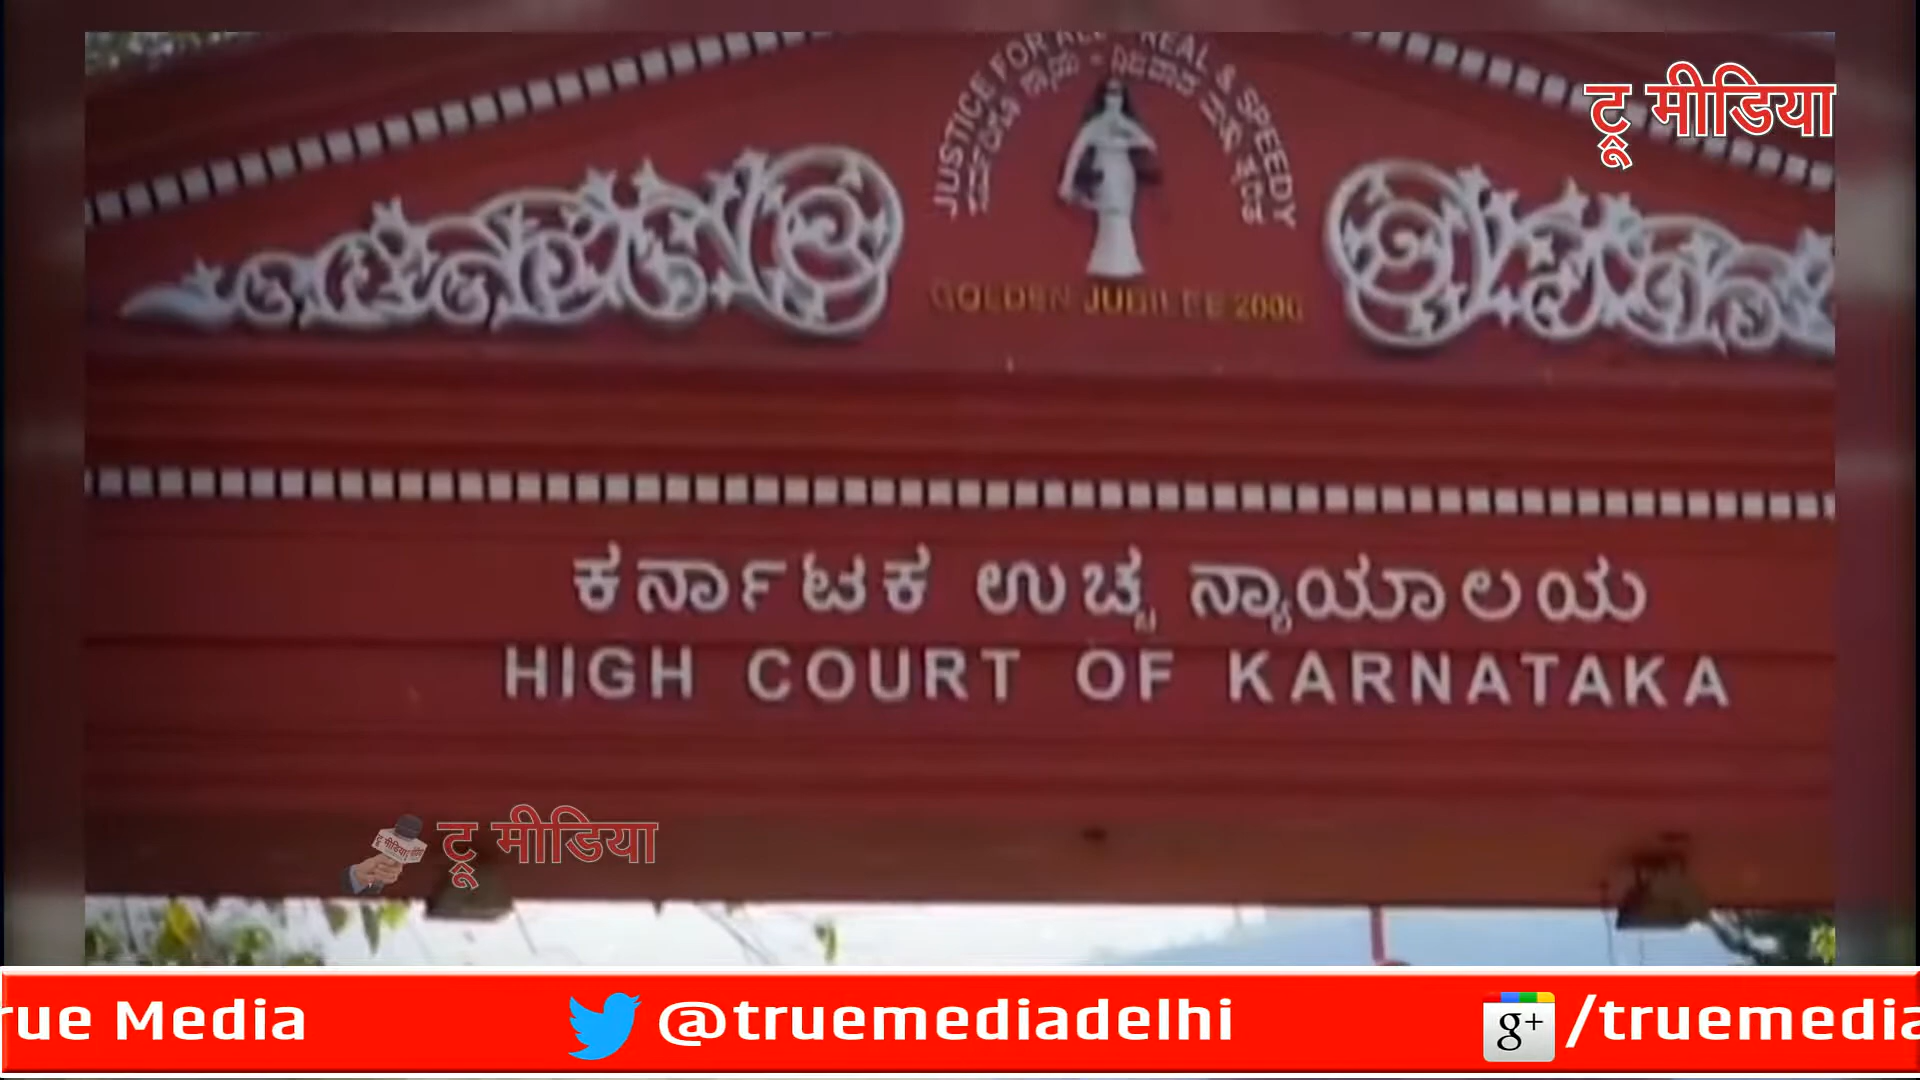 JUSTICE FOR ALL REAL & SPEEDY
ट्रू मीडिया
GOLDEN JUBILEE 2006
ಕರ್ನಾಟಕ ಉಚ್ಚ ನ್ಯಾಯಾಲಯ
HIGH COURT OF KARNATAKA
ट्रू मीडिया
rue Media @truemediadelhi g+ /truemedia